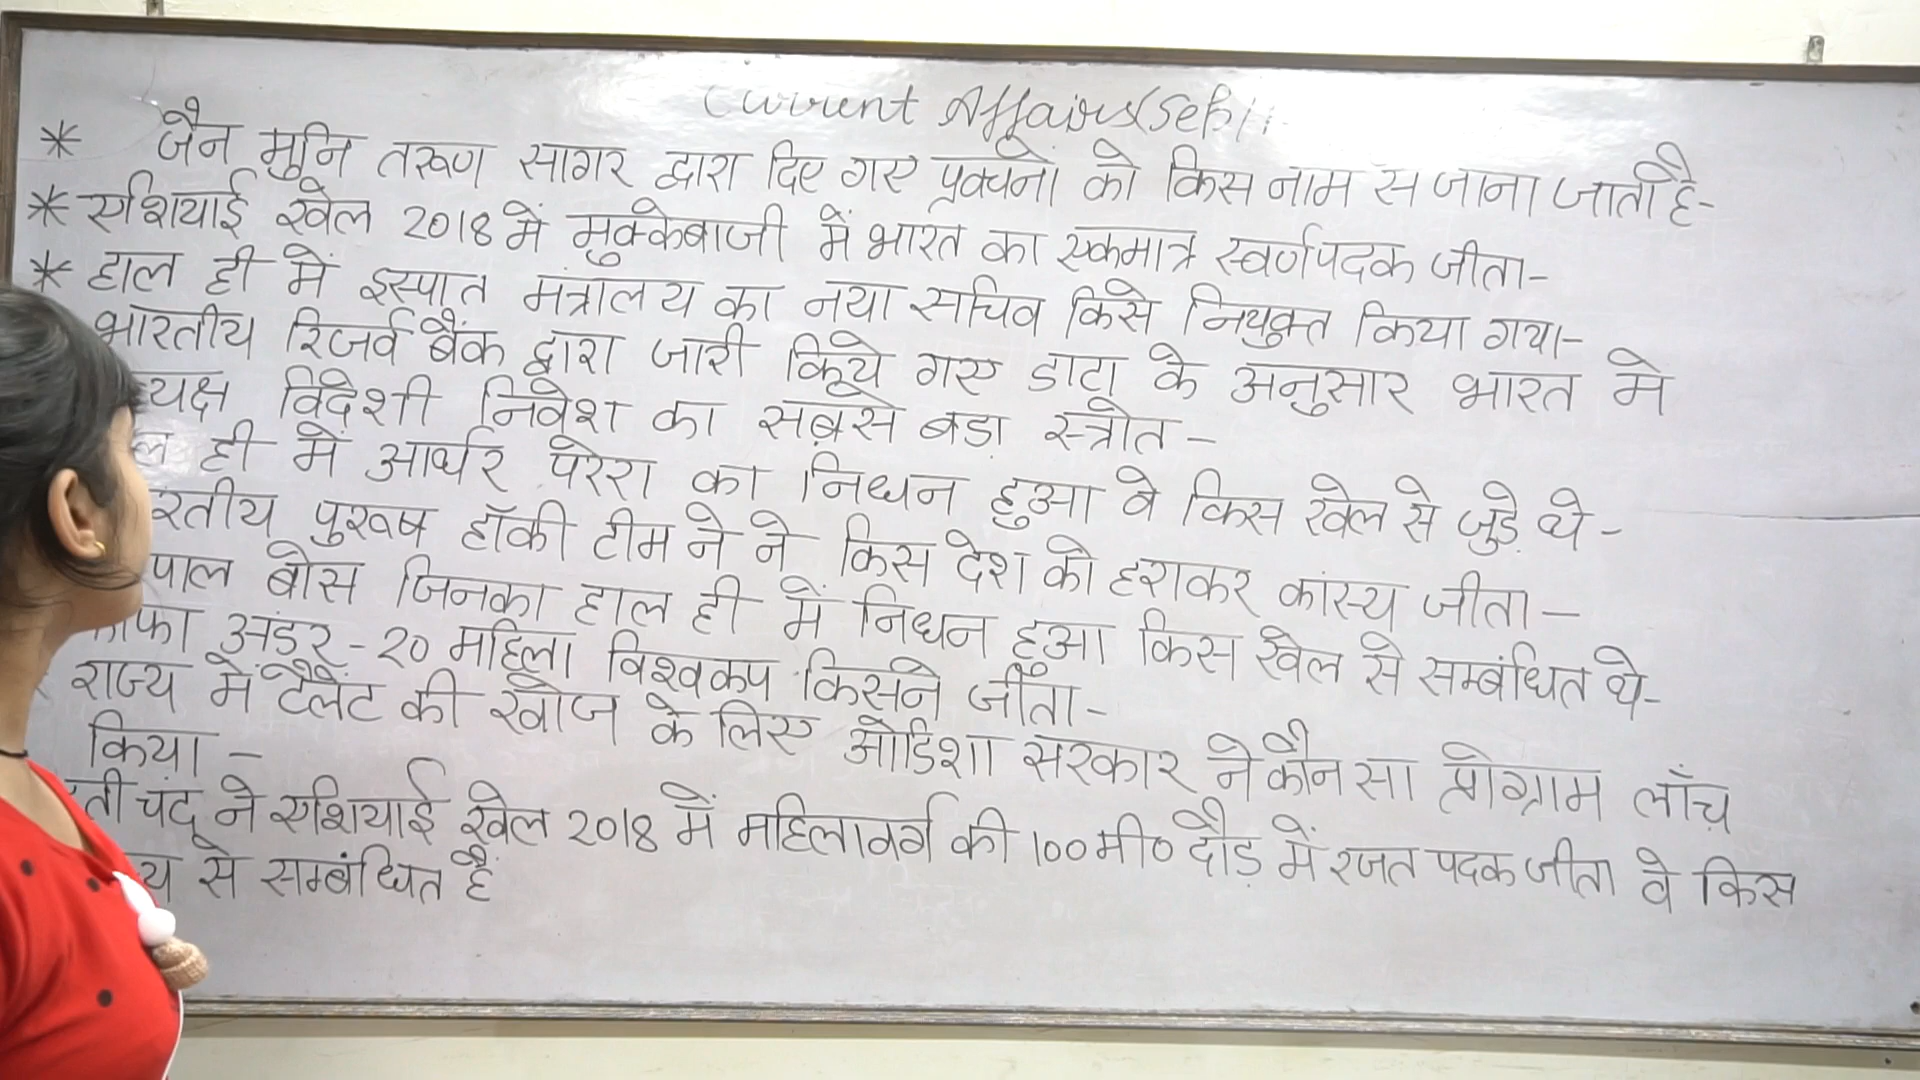 Current Affairs (Sep)
* जैन मुनि तरूण सागर द्वारा दिए गए प्रवचनों को किस नाम से जाना जाता है-
* एशियाई खेल 2018 में मुक्केबाजी में भारत का एकमात्र स्वर्णपदक जीता-
* हाल ही में इस्पात मंत्रालय का नया सचिव किसे नियुक्त किया गया-
भारतीय रिजर्व बैंक द्वारा जारी किये गए डाटा के अनुसार भारत में
यक्ष विदेशी निवेश का सबसे बडा स्त्रोत-
ल ही में आर्थर परेरा का निधन हुआ वे किस खेल से जुड़े थे-
रतीय पुरूष हॉकी टीम ने ने किस देश को हराकर कांस्य जीता-
पाल बोस जिनका हाल ही में निधन हुआ किस खेल से सम्बंधित थे-
फा अंडर-20 महिला विश्वकप किसने जीता-
राज्य में टैलेंट की खोज के लिए ओडिशा सरकार ने कौन सा प्रोग्राम लाँच
किया-
ती चंद ने एशियाई खेल 2018 में महिलावर्ग की 100मी० दौड़ में रजत पदक जीता वे किस
य से सम्बंधित हैं